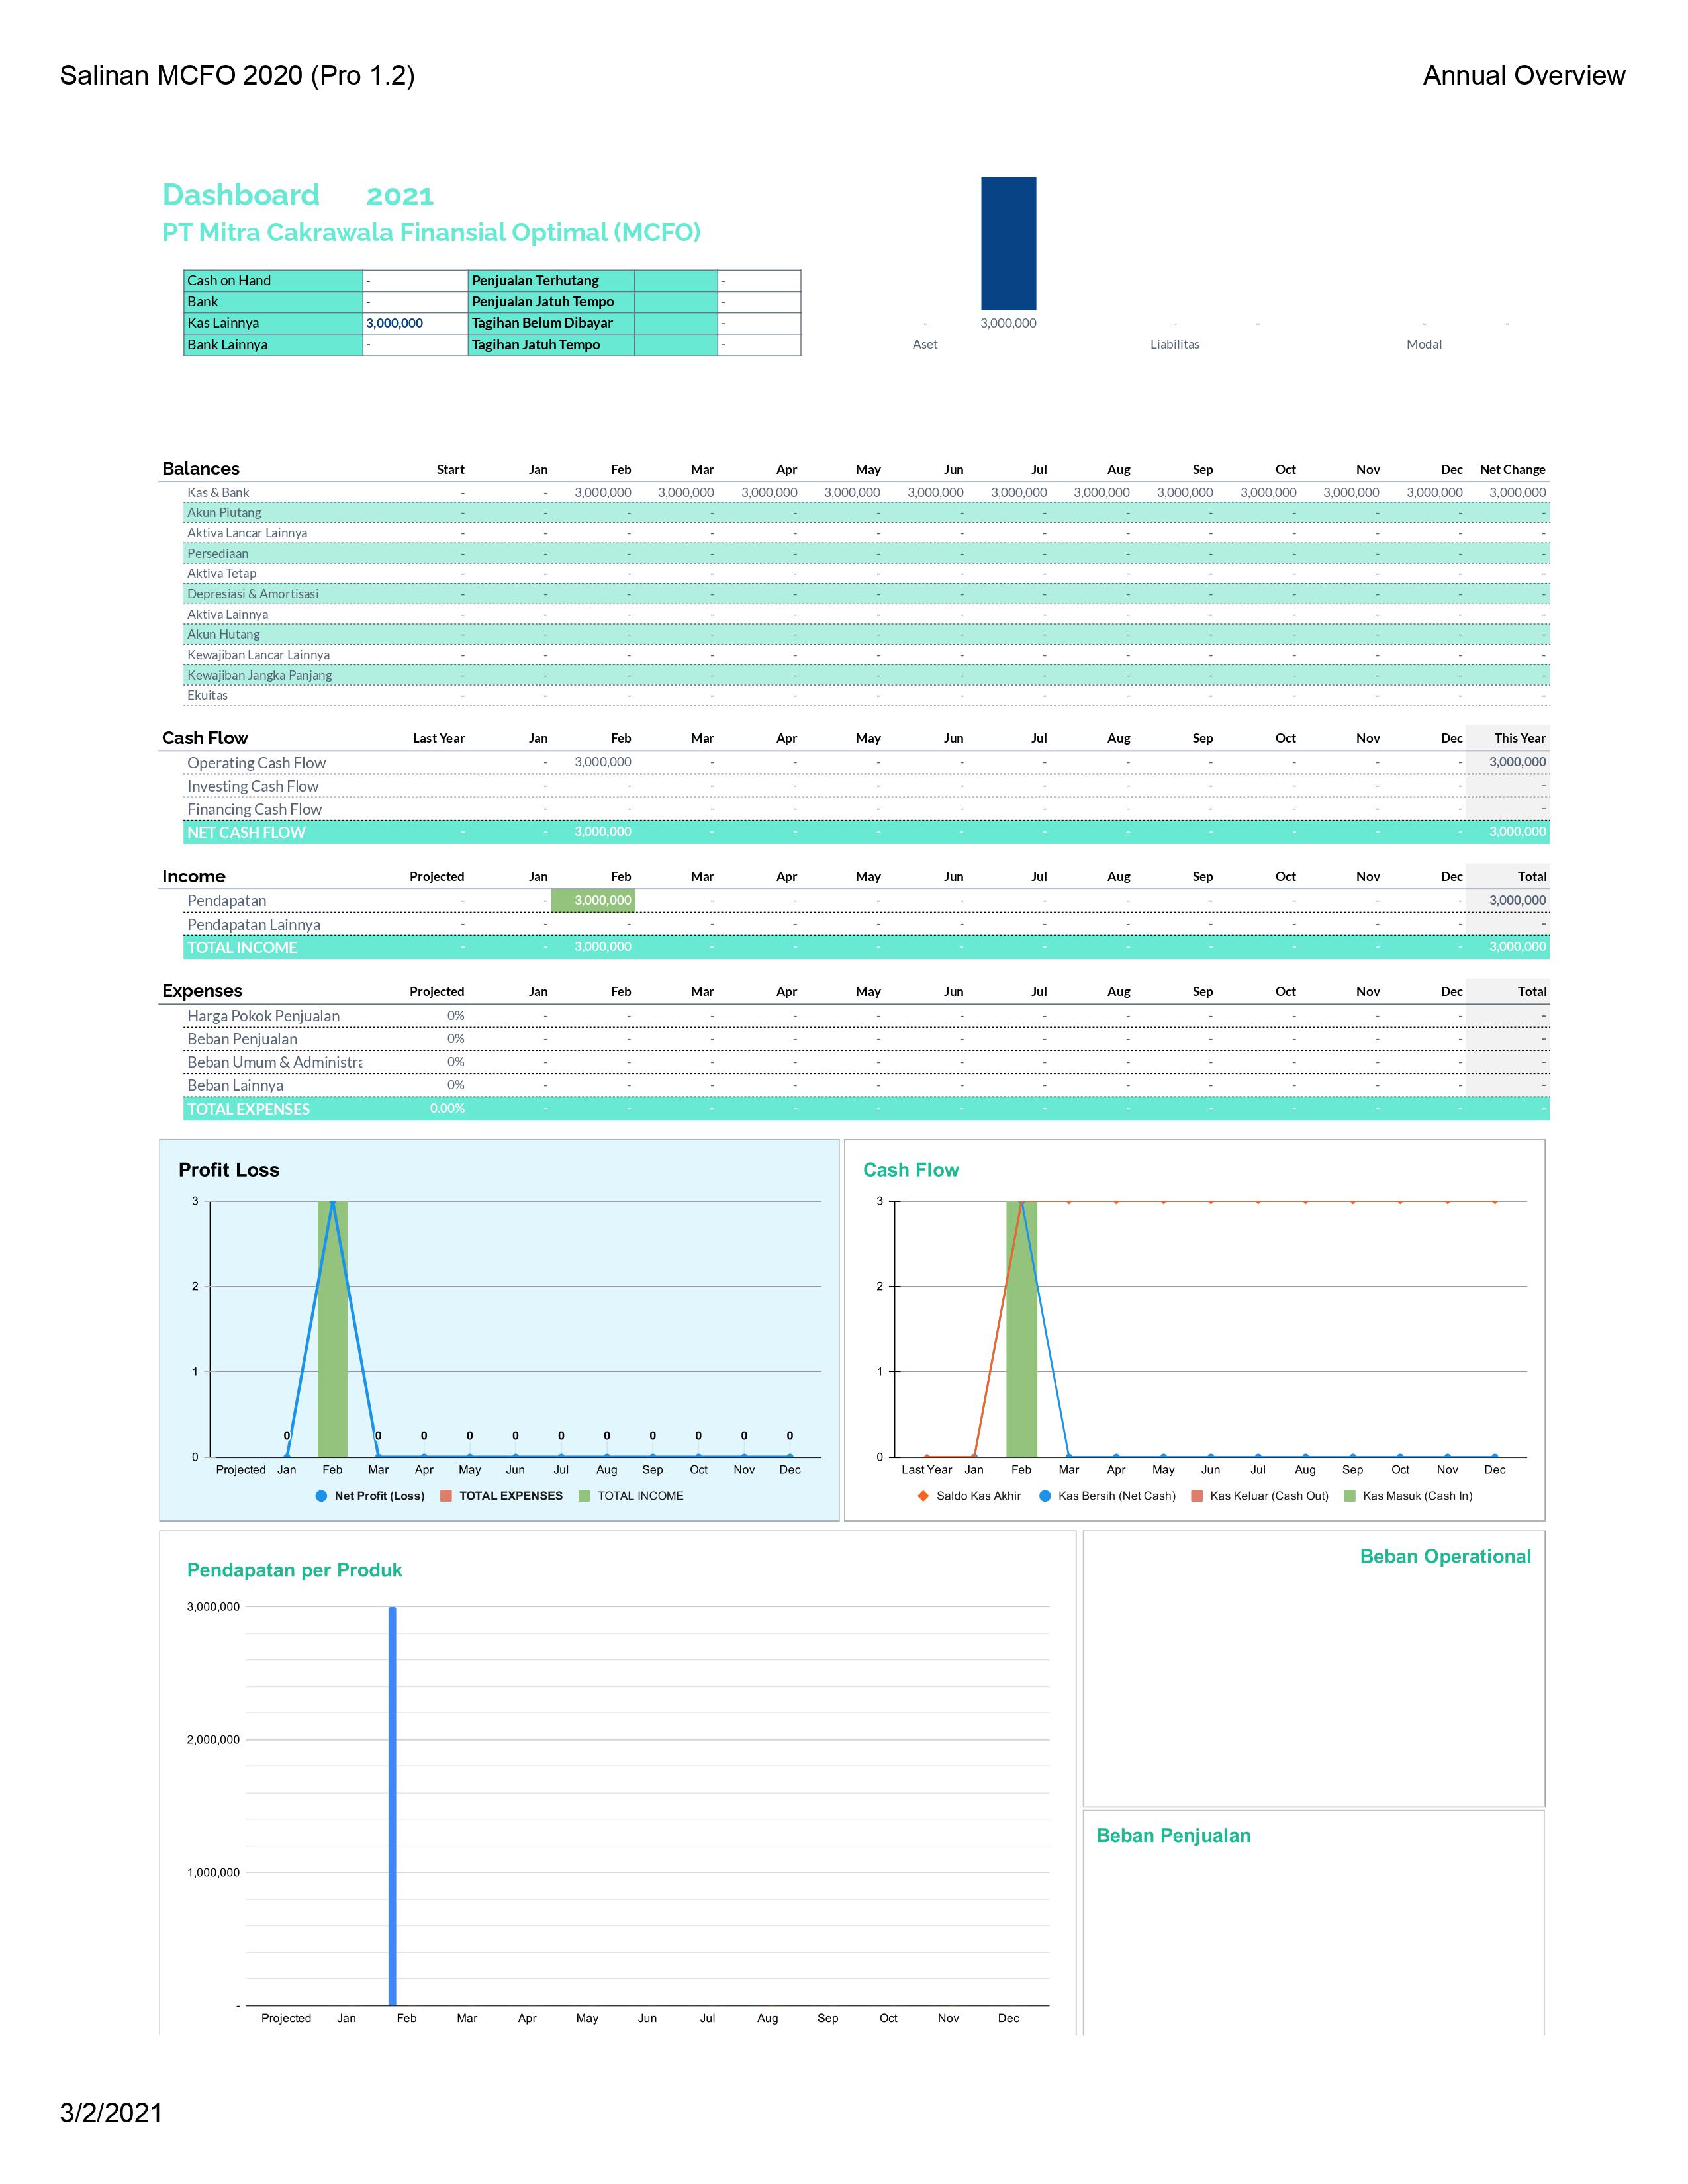 Salinan MCFO 2020 (Pro 1.2) Annual Overview
Dashboard 2021
PT Mitra Cakrawala Finansial Optimal (MCFO)
Cash on Hand - Penjualan Terhutang -
Bank - Penjualan Jatuh Tempo -
Kas Lainnya 3,000,000 Tagihan Belum Dibayar -
Bank Lainnya - Tagihan Jatuh Tempo -
- 3,000,000 - - - -
Aset Liabilitas Modal
Balances Start Jan Feb Mar Apr May Jun Jul Aug Sep Oct Nov Dec Net Change
Kas & Bank - - 3,000,000 3,000,000 3,000,000 3,000,000 3,000,000 3,000,000 3,000,000 3,000,000 3,000,000 3,000,000 3,000,000 3,000,000
Akun Piutang - - - - - - - - - - - - - -
Aktiva Lancar Lainnya - - - - - - - - - - - - - -
Persediaan - - - - - - - - - - - - - -
Aktiva Tetap - - - - - - - - - - - - - -
Depresiasi & Amortisasi - - - - - - - - - - - - - -
Aktiva Lainnya - - - - - - - - - - - - - -
Akun Hutang - - - - - - - - - - - - - -
Kewajiban Lancar Lainnya - - - - - - - - - - - - - -
Kewajiban Jangka Panjang - - - - - - - - - - - - - -
Ekuitas - - - - - - - - - - - - - -
Cash Flow Last Year Jan Feb Mar Apr May Jun Jul Aug Sep Oct Nov Dec This Year
Operating Cash Flow - 3,000,000 - - - - - - - - - - 3,000,000
Investing Cash Flow - - - - - - - - - - - - -
Financing Cash Flow - - - - - - - - - - - - -
NET CASH FLOW - - 3,000,000 - - - - - - - - - - 3,000,000
Income Projected Jan Feb Mar Apr May Jun Jul Aug Sep Oct Nov Dec Total
Pendapatan - - 3,000,000 - - - - - - - - - - 3,000,000
Pendapatan Lainnya - - - - - - - - - - - - - -
TOTAL INCOME - - 3,000,000 - - - - - - - - - - 3,000,000
Expenses Projected Jan Feb Mar Apr May Jun Jul Aug Sep Oct Nov Dec Total
Harga Pokok Penjualan 0% - - - - - - - - - - - - -
Beban Penjualan 0% - - - - - - - - - - - - -
Beban Umum & Administra 0% - - - - - - - - - - - - -
Beban Lainnya 0% - - - - - - - - - - - - -
TOTAL EXPENSES 0.00% - - - - - - - - - - - - -
Profit Loss
3
2
1
0 0 0 0 0 0 0 0 0 0 0
0
Projected Jan Feb Mar Apr May Jun Jul Aug Sep Oct Nov Dec
Net Profit (Loss) TOTAL EXPENSES TOTAL INCOME
Cash Flow
3
2
1
0
Last Year Jan Feb Mar Apr May Jun Jul Aug Sep Oct Nov Dec
Saldo Kas Akhir Kas Bersih (Net Cash) Kas Keluar (Cash Out) Kas Masuk (Cash In)
Pendapatan per Produk
3,000,000
2,000,000
1,000,000
-
Projected Jan Feb Mar Apr May Jun Jul Aug Sep Oct Nov Dec
Beban Operational
Beban Penjualan
3/2/2021